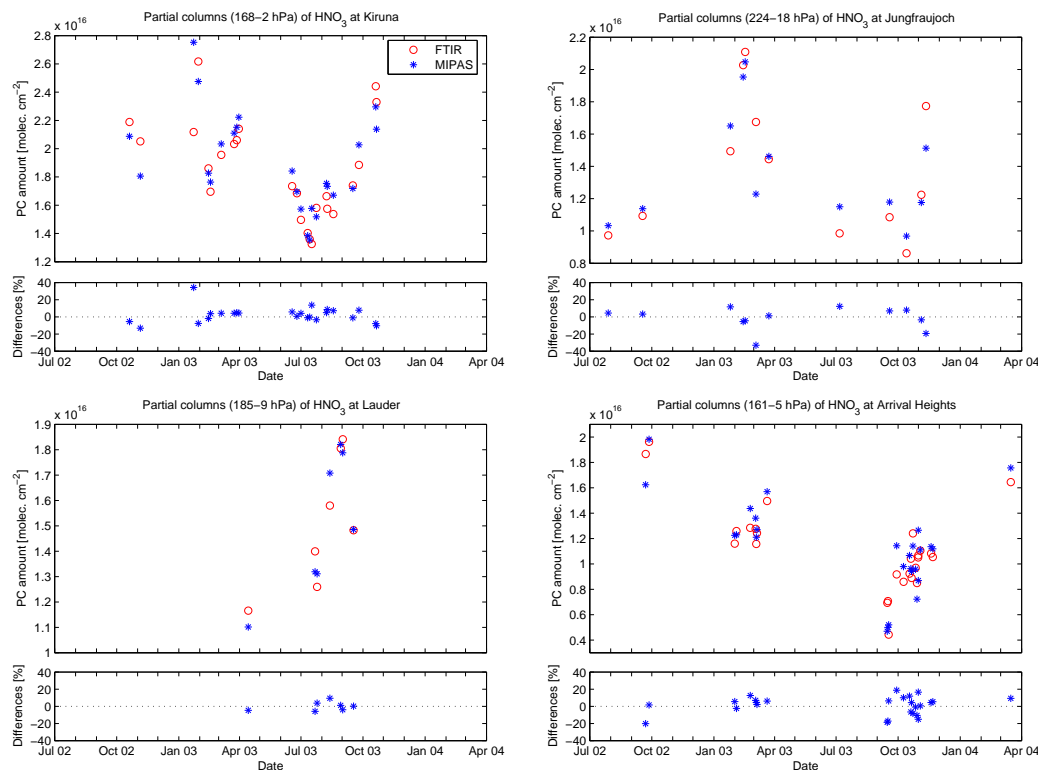 Partial columns (168−2 hPa) of HNO3 at Kiruna
x 10^16
PC amount [molec. cm−2]
2.8
2.6
2.4
2.2
2
1.8
1.6
1.4
1.2
FTIR
MIPAS
Differences [%]
40
20
0
−20
−40
Jul 02 Oct 02 Jan 03 Apr 03 Jul 03 Oct 03 Jan 04 Apr 04
Date
Partial columns (224−18 hPa) of HNO3 at Jungfraujoch
x 10^16
PC amount [molec. cm−2]
2.2
2
1.8
1.6
1.4
1.2
1
0.8
Differences [%]
40
20
0
−20
−40
Jul 02 Oct 02 Jan 03 Apr 03 Jul 03 Oct 03 Jan 04 Apr 04
Date
Partial columns (185−9 hPa) of HNO3 at Lauder
x 10^16
PC amount [molec. cm−2]
1.9
1.8
1.7
1.6
1.5
1.4
1.3
1.2
1.1
1
Differences [%]
40
20
0
−20
−40
Jul 02 Oct 02 Jan 03 Apr 03 Jul 03 Oct 03 Jan 04 Apr 04
Date
Partial columns (161−5 hPa) of HNO3 at Arrival Heights
x 10^16
PC amount [molec. cm−2]
2
1.8
1.6
1.4
1.2
1
0.8
0.6
0.4
Differences [%]
40
20
0
−20
−40
Jul 02 Oct 02 Jan 03 Apr 03 Jul 03 Oct 03 Jan 04 Apr 04
Date